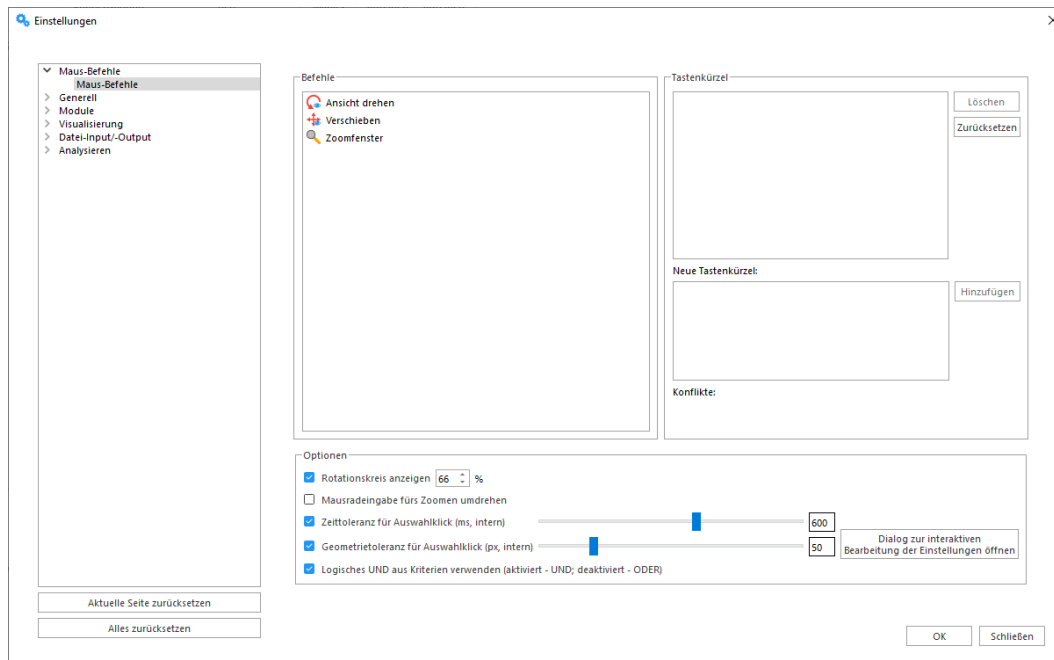 Einstellungen
Maus-Befehle
Maus-Befehle
Generell
Module
Visualisierung
Datei-Input/-Output
Analysieren
Aktuelle Seite zurücksetzen
Alles zurücksetzen
Befehle
Ansicht drehen
Verschieben
Zoomfenster
Tastenkürzel
Löschen
Zurücksetzen
Neue Tastenkürzel:
Hinzufügen
Konflikte:
Optionen
Rotationskreis anzeigen 66 %
Mausradeingabe fürs Zoomen umdrehen
Zeittoleranz für Auswahlklick (ms, intern) 600
Geometrietoleranz für Auswahlklick (px, intern) 50
Dialog zur interaktiven
Bearbeitung der Einstellungen öffnen
Logisches UND aus Kriterien verwenden (aktiviert - UND; deaktiviert - ODER)
OK Schließen